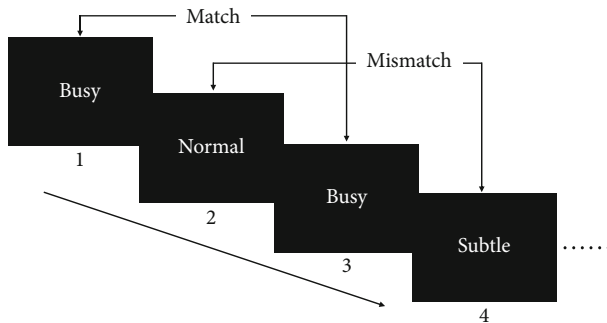 Match
Mismatch
Busy
1
Normal
2
Busy
3
Subtle
4
......